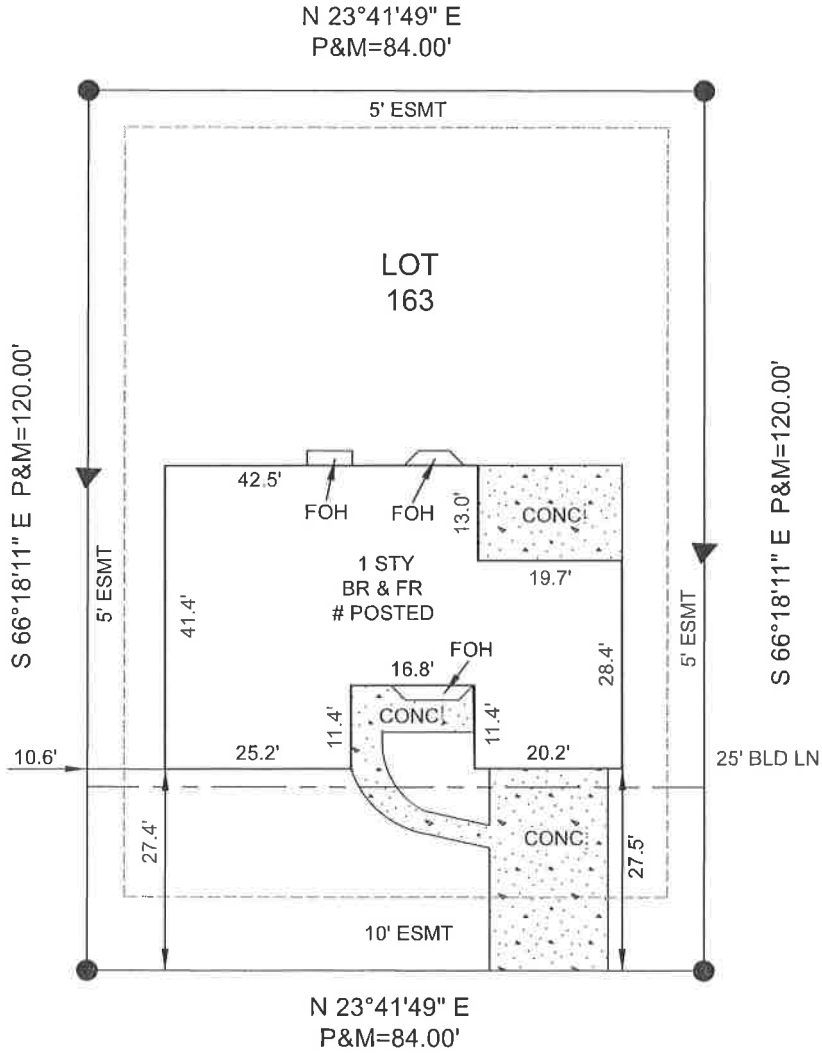 N 23°41'49" E
P&M=84.00'
5' ESMT
LOT
163
S 66°18'11" E P&M=120.00'
S 66°18'11" E P&M=120.00'
42.5'
FOH
FOH
13.0'
CONC
19.7'
1 STY
BR & FR
# POSTED
5' ESMT
41.4'
5' ESMT
28.4'
FOH
16.8'
11.4'
CONC
11.4'
10.6'
25.2'
20.2'
25' BLD LN
27.4'
CONC
27.5'
10' ESMT
N 23°41'49" E
P&M=84.00'